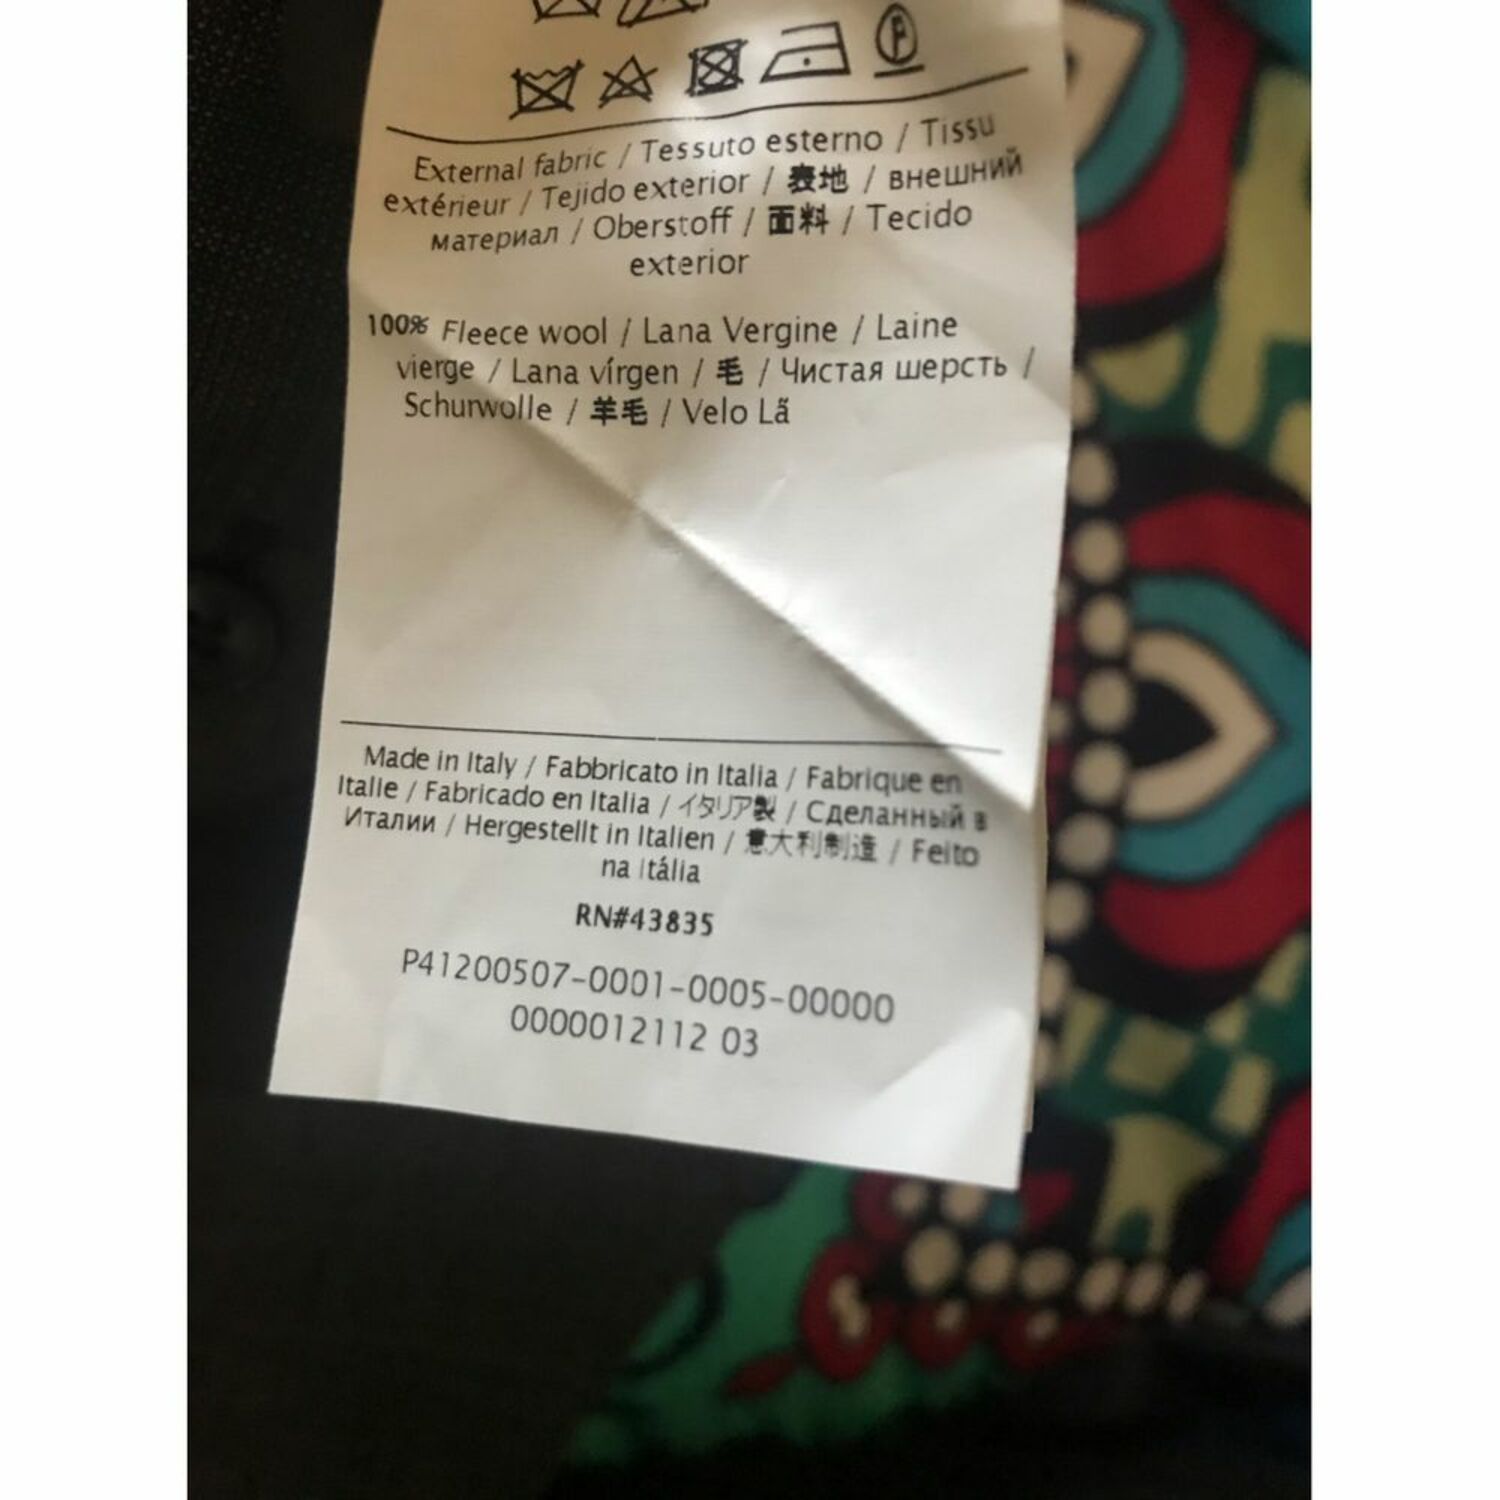 External fabric / Tessuto esterno / Tissu
extérieur / Tejido exterior / 表地 / внешний
материал / Oberstoff / 面料 / Tecido
exterior
100% Fleece wool / Lana Vergine / Laine
vierge / Lana vírgen / 毛 / Чистая шерсть /
Schurwolle / 羊毛 / Velo Lã
Made in Italy / Fabbricato in Italia / Fabrique en
Italie / Fabricado en Italia / イタリア製 / Сделанный в
Италии / Hergestellt in Italien / 意大利制造 / Feito
na Itália
RN#43835
P41200507-0001-0005-00000
0000012112 03